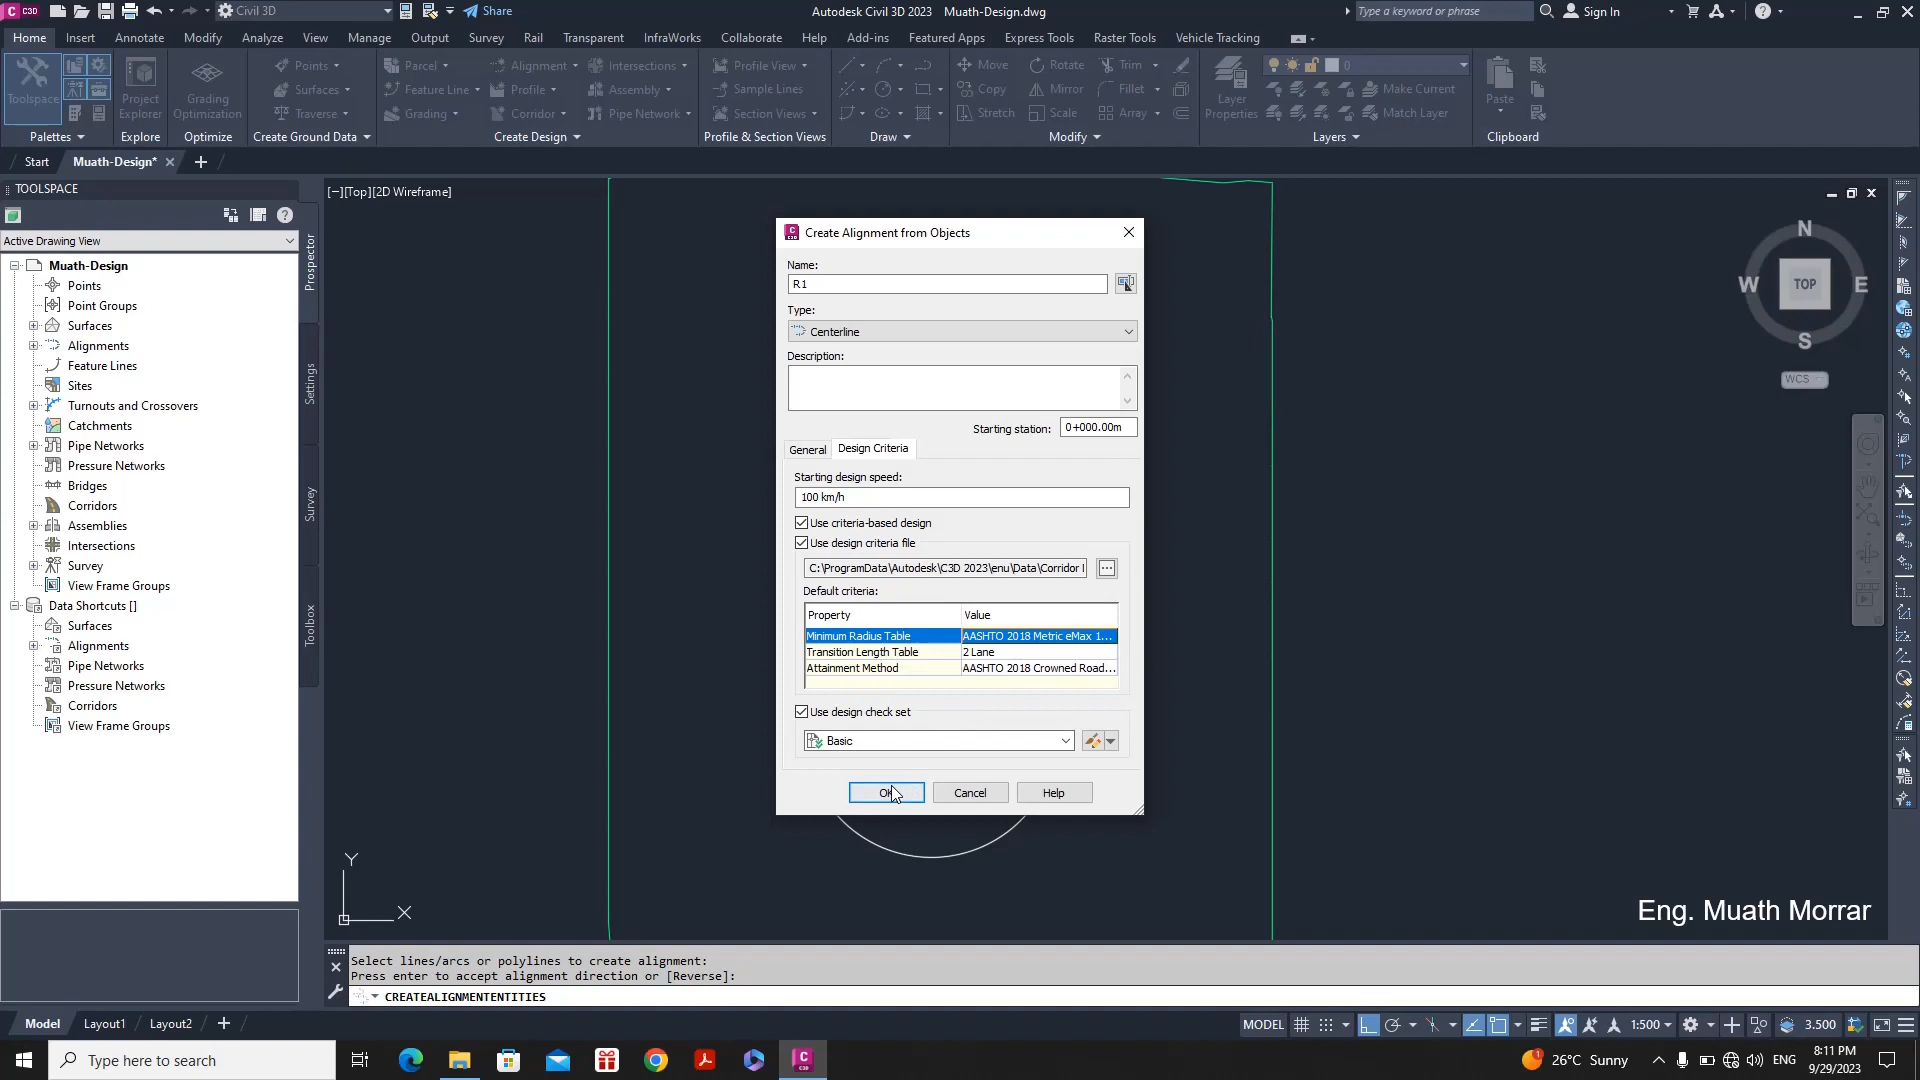 C3D Civil 3D Share Autodesk Civil 3D 2023 Muath-Design.dwg Type a keyword or phrase Sign In
Home Insert Annotate Modify Analyze View Manage Output Survey Rail Transparent InfraWorks Collaborate Help Add-ins Featured Apps Express Tools Raster Tools Vehicle Tracking
Toolspace
Palettes
Project Explorer
Explore
Grading Optimization
Optimize
Points
Surfaces
Traverse
Create Ground Data
Parcel Alignment Intersections
Feature Line Profile Assembly
Grading Corridor Pipe Network
Create Design
Profile View
Sample Lines
Section Views
Profile & Section Views
Draw
Move Rotate Trim
Copy Mirror Fillet
Stretch Scale Array
Modify
Layer Properties
0
Make Current
Match Layer
Layers
Paste
Clipboard
Start Muath-Design*
TOOLSPACE
Active Drawing View
Muath-Design
Points
Point Groups
Surfaces
Alignments
Feature Lines
Sites
Turnouts and Crossovers
Catchments
Pipe Networks
Pressure Networks
Bridges
Corridors
Assemblies
Intersections
Survey
View Frame Groups
Data Shortcuts []
Surfaces
Alignments
Pipe Networks
Pressure Networks
Corridors
View Frame Groups
Prospector
Settings
Survey
Toolbox
[−][Top][2D Wireframe]
Create Alignment from Objects
Name:
R1
Type:
Centerline
Description:
Starting station: 0+000.00m
General Design Criteria
Starting design speed:
100 km/h
Use criteria-based design
Use design criteria file
C:\ProgramData\Autodesk\C3D 2023\enu\Data\Corridor
Default criteria:
Property Value
Minimum Radius Table AASHTO 2018 Metric eMax 1...
Transition Length Table 2 Lane
Attainment Method AASHTO 2018 Crowned Road...
Use design check set
Basic
OK Cancel Help
N
W TOP E
S
WCS
Y
X
Eng. Muath Morrar
Select lines/arcs or polylines to create alignment:
Press enter to accept alignment direction or [Reverse]:
CREATEALIGNMENTENTITIES
Model Layout1 Layout2
MODEL 1:500 3.500
Type here to search
C3D
1 26°C Sunny ENG 8:11 PM
9/29/2023